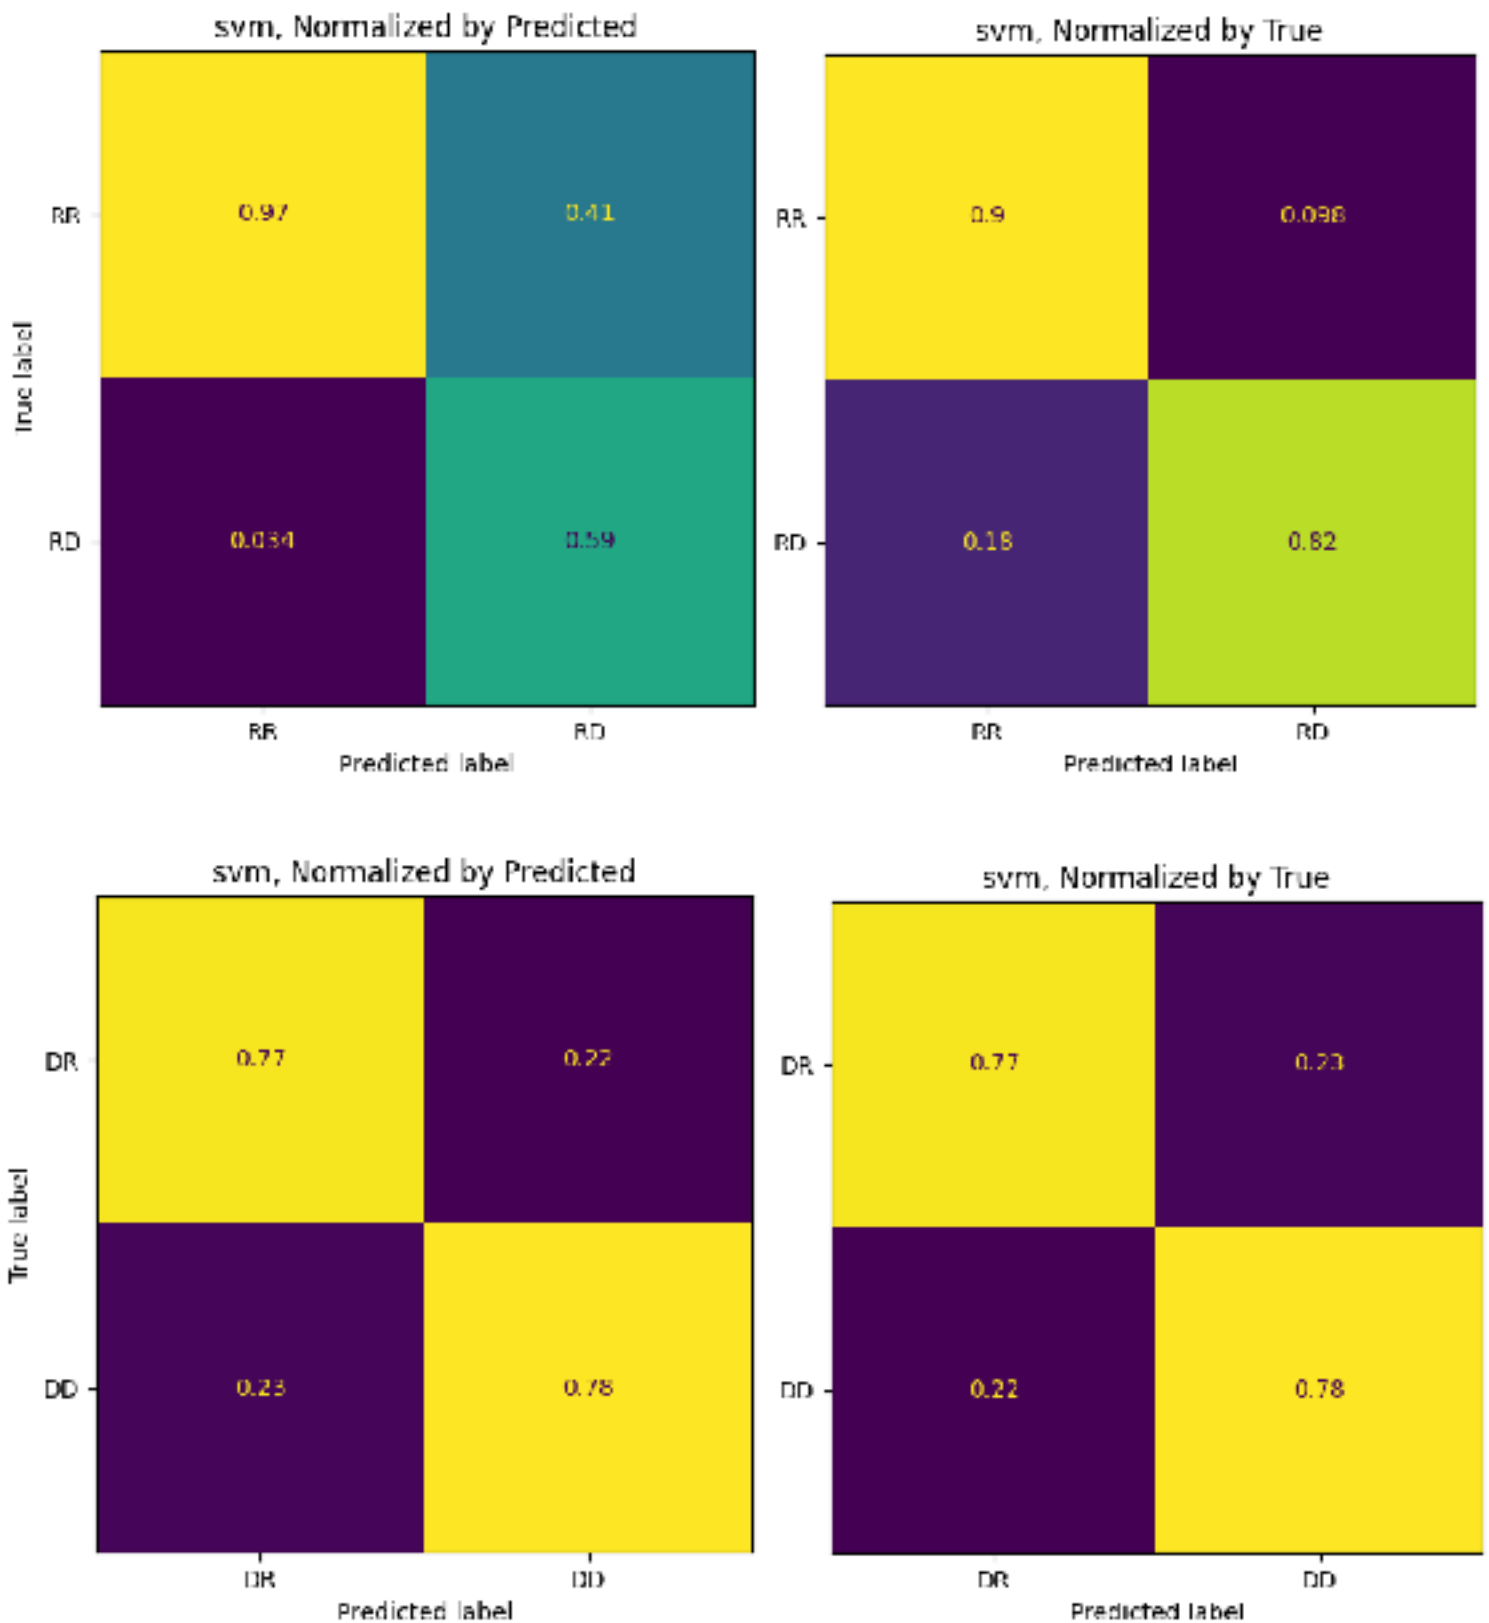 svm, Normalized by Predicted
svm, Normalized by True
True label
RR
0.97
0.41
RD
0.034
0.59
RR
RD
Predicted label
RR
0.9
0.098
RD
0.18
0.82
RR
RD
Predicted label
svm, Normalized by Predicted
svm, Normalized by True
True label
DR
0.77
0.22
DD
0.23
0.78
DR
DD
Predicted label
DR
0.77
0.23
DD
0.22
0.78
DR
DD
Predicted label